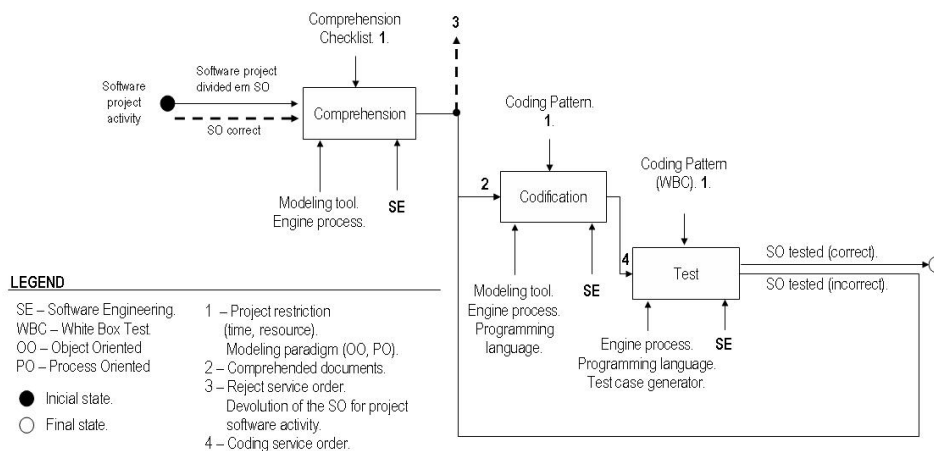 Comprehension
Checklist. 1.
3
Software project
divided em SO
Software
project
activity
SO correct
Comprehension
Coding Pattern.
1.
Coding Pattern
(WBC). 1.
2
Codification
Modeling tool.
Engine process.
SE
4
Test
SO tested (correct).
SO tested (incorrect).
Modeling tool.
Engine process.
Programming
language.
SE
Engine process.
Programming language.
Test case generator.
SE
LEGEND
SE – Software Engineering.
WBC – White Box Test
OO – Object Oriented
PO – Process Oriented
Inicial state.
Final state.
1 – Project restriction
(time, resource).
Modeling paradigm (OO, PO).
2 – Comprehended documents.
3 – Reject service order.
Devolution of the SO for project
software activity.
4 – Coding service order.